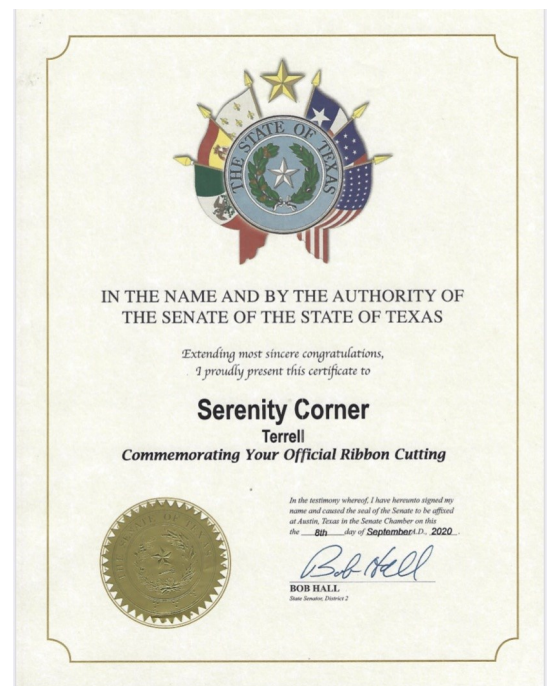 THE STATE OF TEXAS
IN THE NAME AND BY THE AUTHORITY OF
THE SENATE OF THE STATE OF TEXAS
Extending most sincere congratulations,
I proudly present this certificate to
Serenity Corner
Terrell
Commemorating Your Official Ribbon Cutting
In the testimony whereof, I have hereunto signed my
name and caused the seal of the Senate to be affixed
at Austin, Texas in the Senate Chamber on this
the 8th day of September A.D., 2020.
Bob Hall
BOB HALL
State Senator, District 2